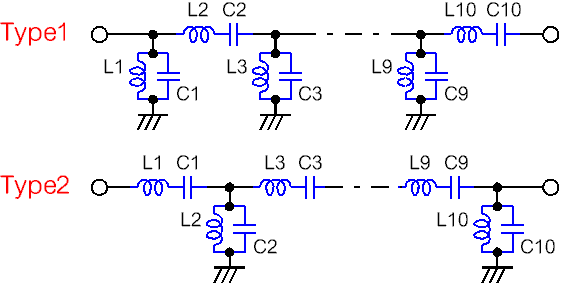 L2 C2 L10 C10
Type1
L1 L3 L9
C1 C3 C9
L1 C1 L3 C3 L9 C9
Type2
L2 L10
C2 C10